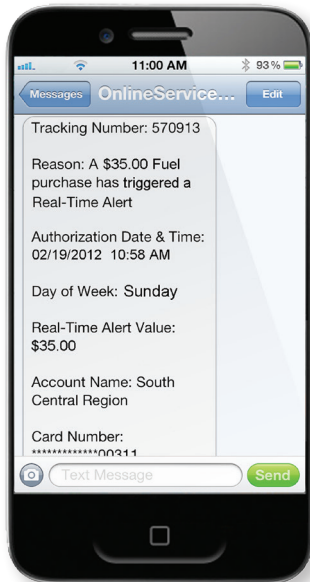 11:00 AM
93%
Messages
OnlineService...
Edit
Tracking Number: 570913
Reason: A $35.00 Fuel
purchase has triggered a
Real-Time Alert
Authorization Date & Time:
02/19/2012 10:58 AM
Day of Week: Sunday
Real-Time Alert Value:
$35.00
Account Name: South
Central Region
Card Number:
*************00311
Text Message
Send